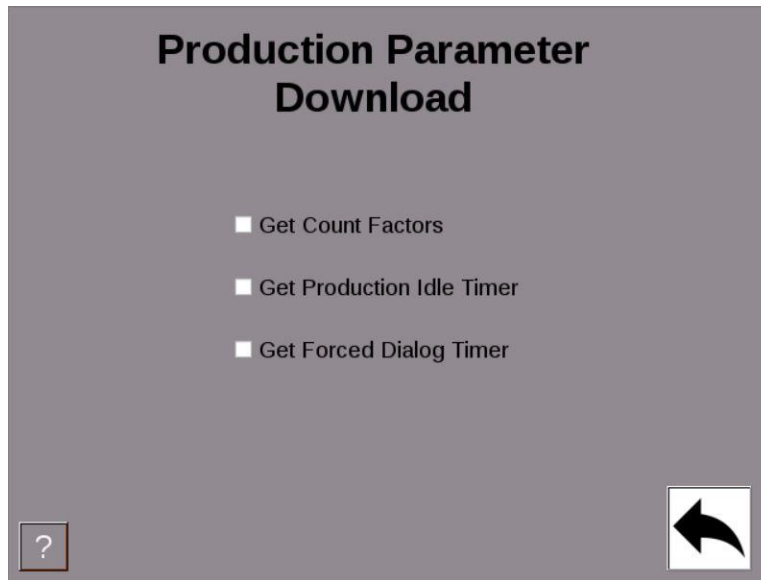 Production Parameter
Download
Get Count Factors
Get Production Idle Timer
Get Forced Dialog Timer
?